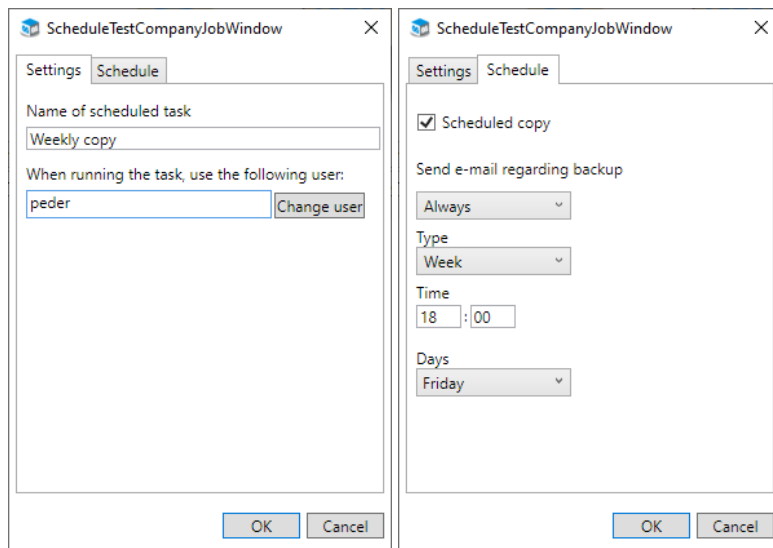 ScheduleTestCompanyJobWindow
Settings Schedule
Name of scheduled task
Weekly copy
When running the task, use the following user:
peder Change user
OK Cancel
ScheduleTestCompanyJobWindow
Settings Schedule
Scheduled copy
Send e-mail regarding backup
Always
Type
Week
Time
18 : 00
Days
Friday
OK Cancel